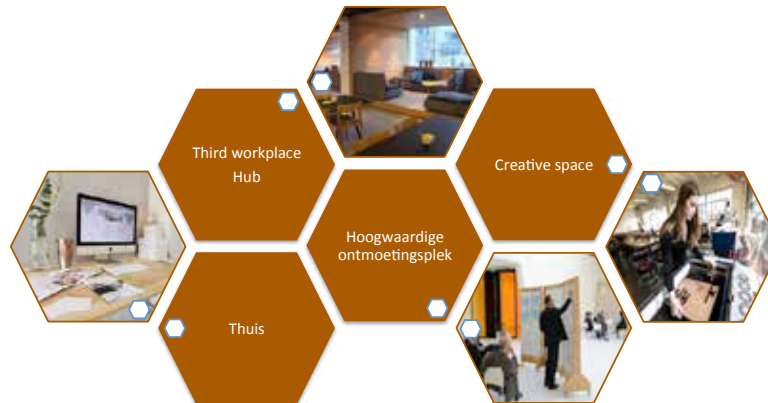 Third workplace
Hub
Creative space
Hoogwaardige
ontmoetingsplek
Thuis